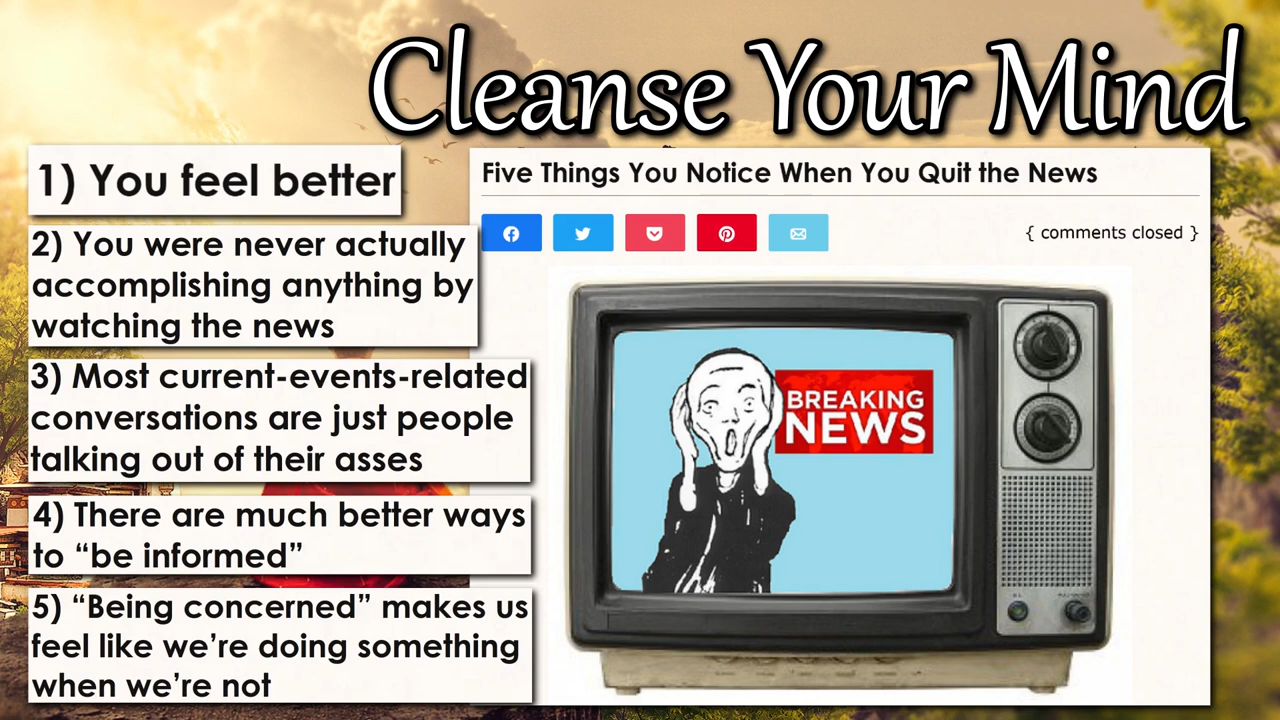 Cleanse Your Mind
1) You feel better
2) You were never actually
accomplishing anything by
watching the news
3) Most current-events-related
conversations are just people
talking out of their asses
4) There are much better ways
to “be informed”
5) “Being concerned” makes us
feel like we’re doing something
when we’re not
Five Things You Notice When You Quit the News
{ comments closed }
BREAKING
NEWS